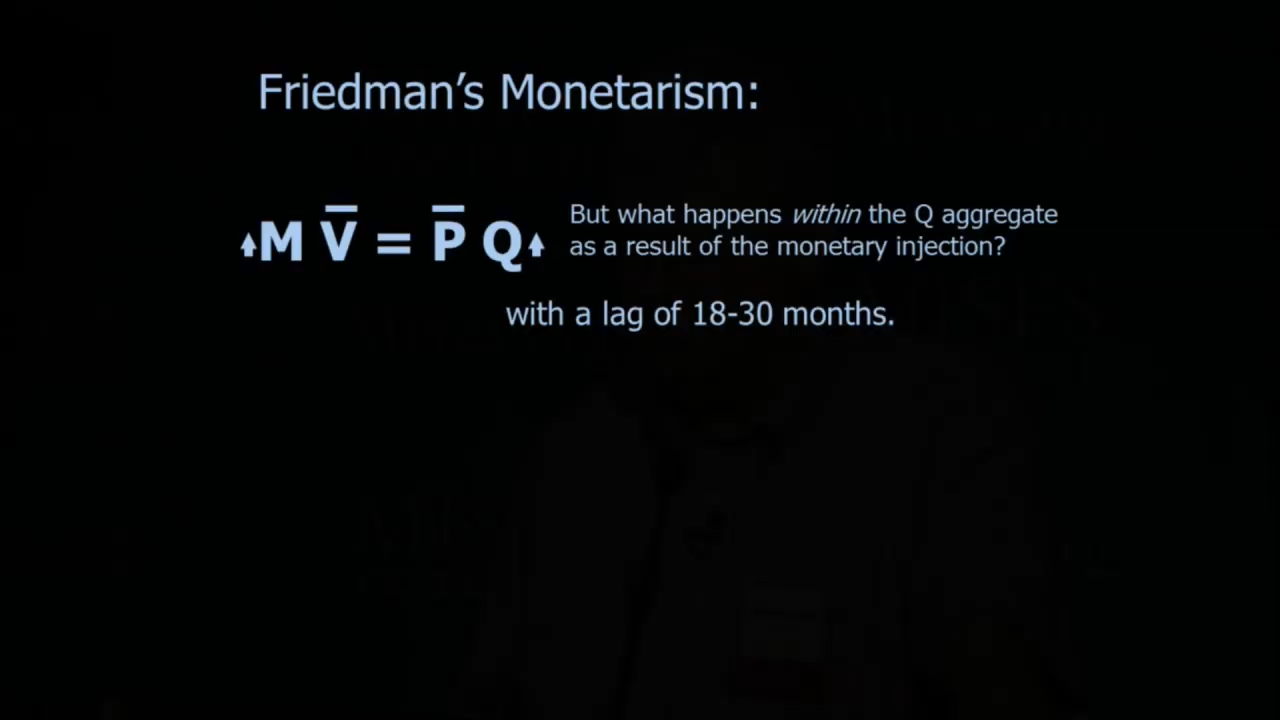 Friedman’s Monetarism:
M V̅ = P̅ Q
But what happens within the Q aggregate
as a result of the monetary injection?
with a lag of 18-30 months.